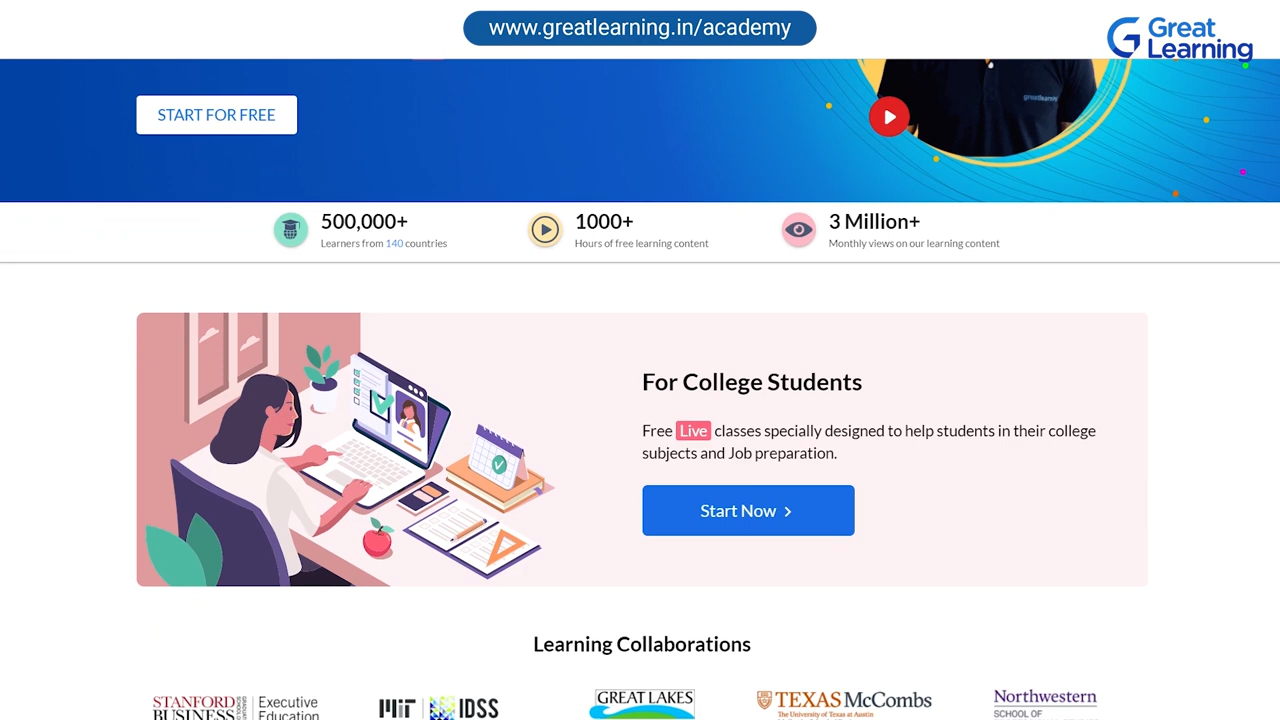 www.greatlearning.in/academy
Great
Learning
greatlearning
START FOR FREE
500,000+
Learners from 140 countries
1000+
Hours of free learning content
3 Million+
Monthly views on our learning content
For College Students
Free Live classes specially designed to help students in their college
subjects and Job preparation.
Start Now
Learning Collaborations
STANFORD
BUSINESS
Executive
Education
MIT IDSS
GREAT LAKES
TEXAS McCombs
The University of Texas at Austin
Northwestern
SCHOOL OF